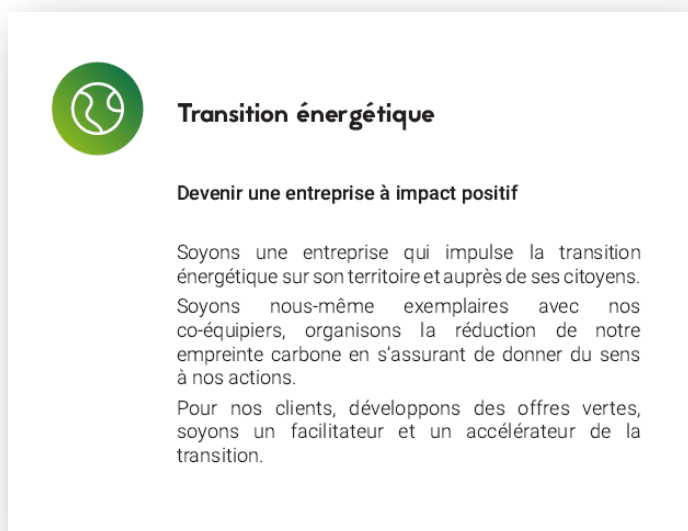 Transition énergétique
Devenir une entreprise à impact positif
Soyons une entreprise qui impulse la transition
énergétique sur son territoire et auprès de ses citoyens.
Soyons nous-même exemplaires avec nos
co-équipiers, organisons la réduction de notre
empreinte carbone en s’assurant de donner du sens
à nos actions.
Pour nos clients, développons des offres vertes,
soyons un facilitateur et un accélérateur de la
transition.